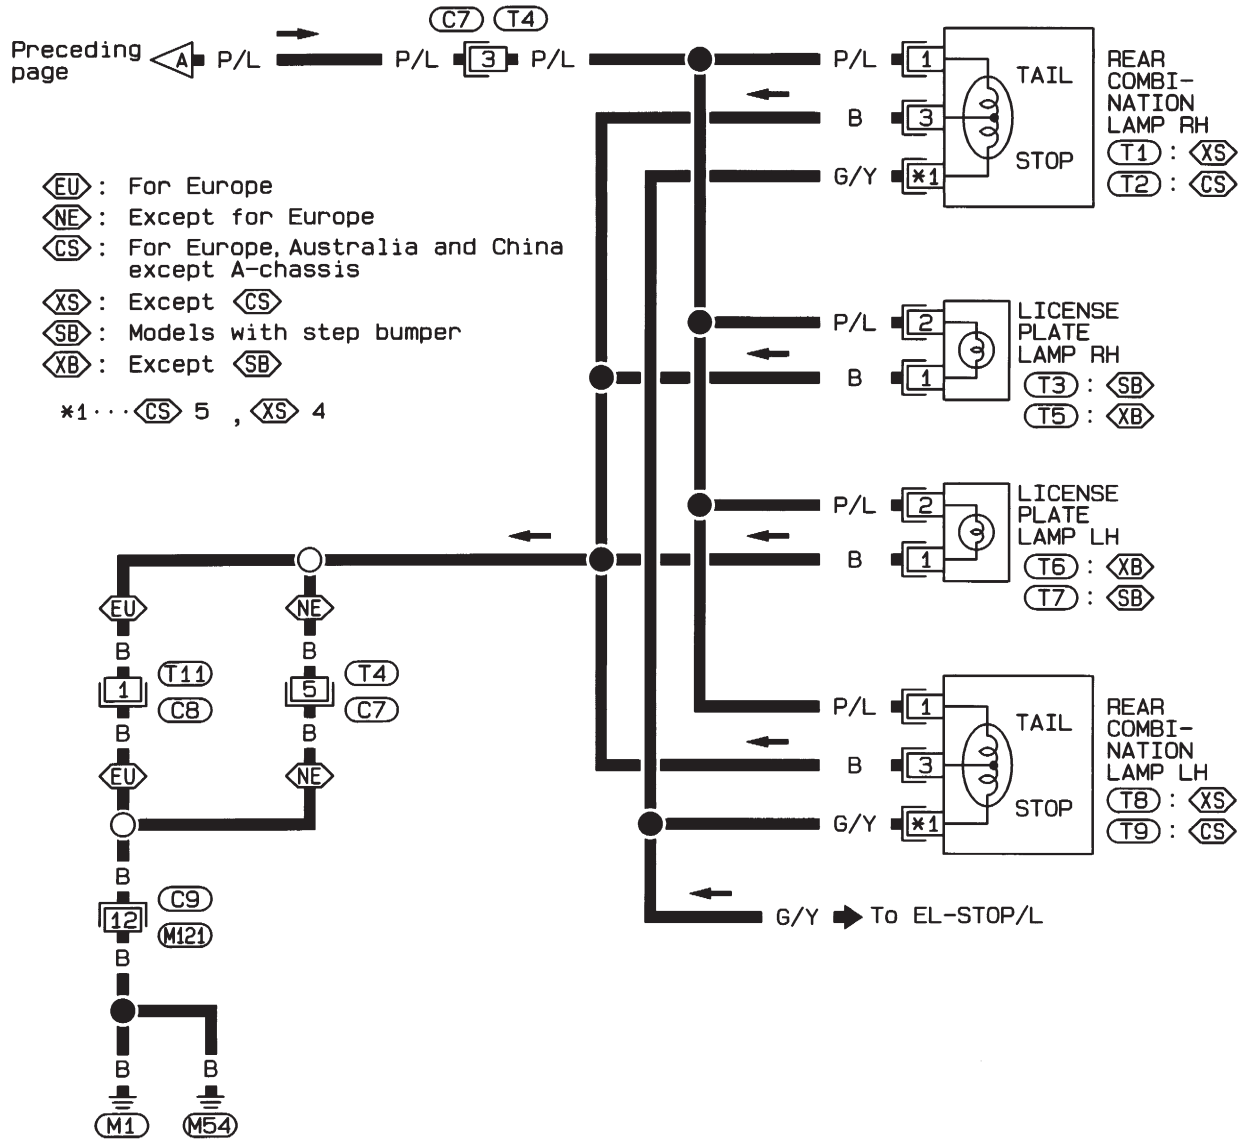 C7 T4
Preceding
page
A P/L P/L 3 P/L P/L 1 TAIL
B 3
G/Y *1 STOP
REAR
COMBI-
NATION
LAMP RH
T1 : XS
T2 : CS
EU : For Europe
NE : Except for Europe
CS : For Europe, Australia and China
except A-chassis
XS : Except CS
SB : Models with step bumper
XB : Except SB
*1··· CS 5 , XS 4
P/L 2
B 1
LICENSE
PLATE
LAMP RH
T3 : SB
T5 : XB
P/L 2
B 1
LICENSE
PLATE
LAMP LH
T6 : XB
T7 : SB
EU NE
B B
1 T11 5 T4
C8 C7
B B
EU NE
P/L 1 TAIL
B 3
G/Y *1 STOP
REAR
COMBI-
NATION
LAMP LH
T8 : XS
T9 : CS
G/Y To EL-STOP/L
B
12 C9
M121
B
B B
M1 M54